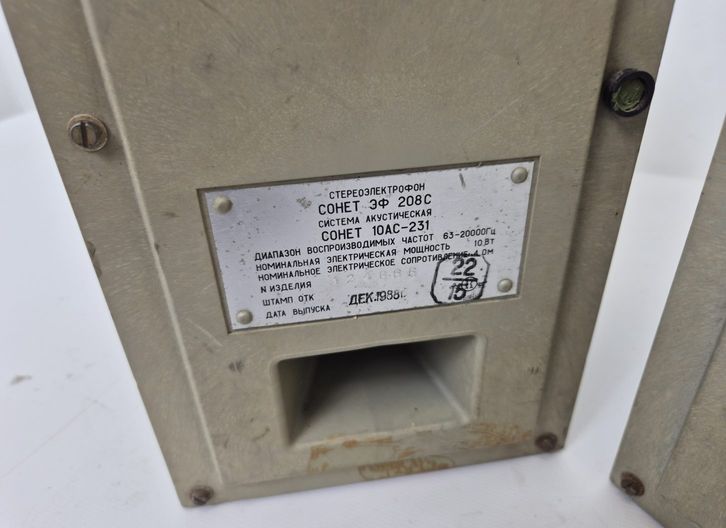 СТЕРЕОЭЛЕКТРОФОН
СОНЕТ ЭФ 208С
СИСТЕМА АКУСТИЧЕСКАЯ
СОНЕТ 10АС-231
ДИАПАЗОН ВОСПРОИЗВОДИМЫХ ЧАСТОТ 63-20000ГЦ
НОМИНАЛЬНАЯ ЭЛЕКТРИЧЕСКАЯ МОЩНОСТЬ 10 ВТ
НОМИНАЛЬНОЕ ЭЛЕКТРИЧЕСКОЕ СОПРОТИВЛЕНИЕ 4 ОМ
N ИЗДЕЛИЯ
ШТАМП ОТК
22
15
ДАТА ВЫПУСКА ДЕК.1988